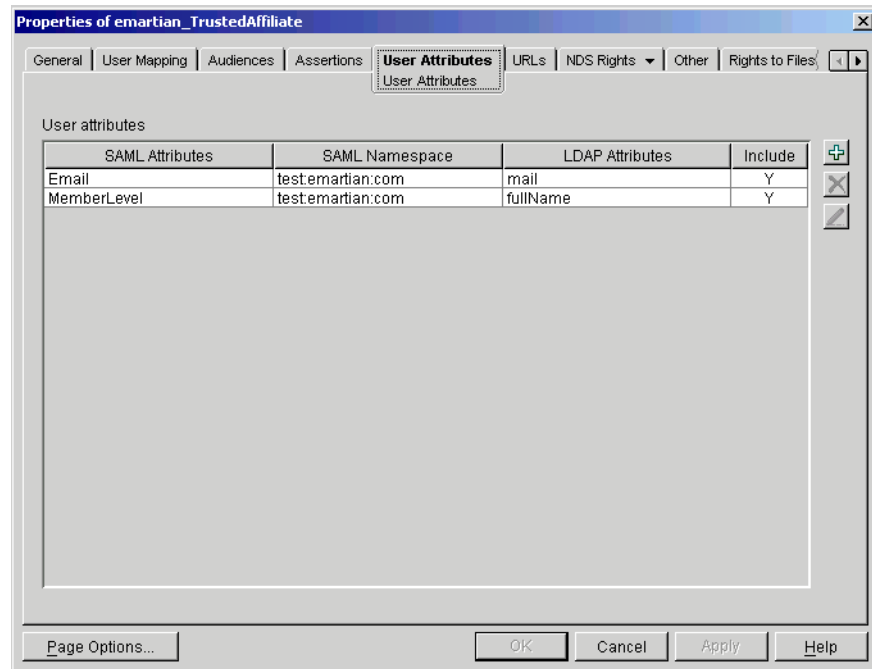 Properties of emartian_TrustedAffiliate
General User Mapping Audiences Assertions User Attributes URLs NDS Rights Other Rights to Files
User Attributes
User attributes
SAML Attributes SAML Namespace LDAP Attributes Include
Email test:emartian:com mail Y
MemberLevel test:emartian:com fullName Y
Page Options... OK Cancel Apply Help